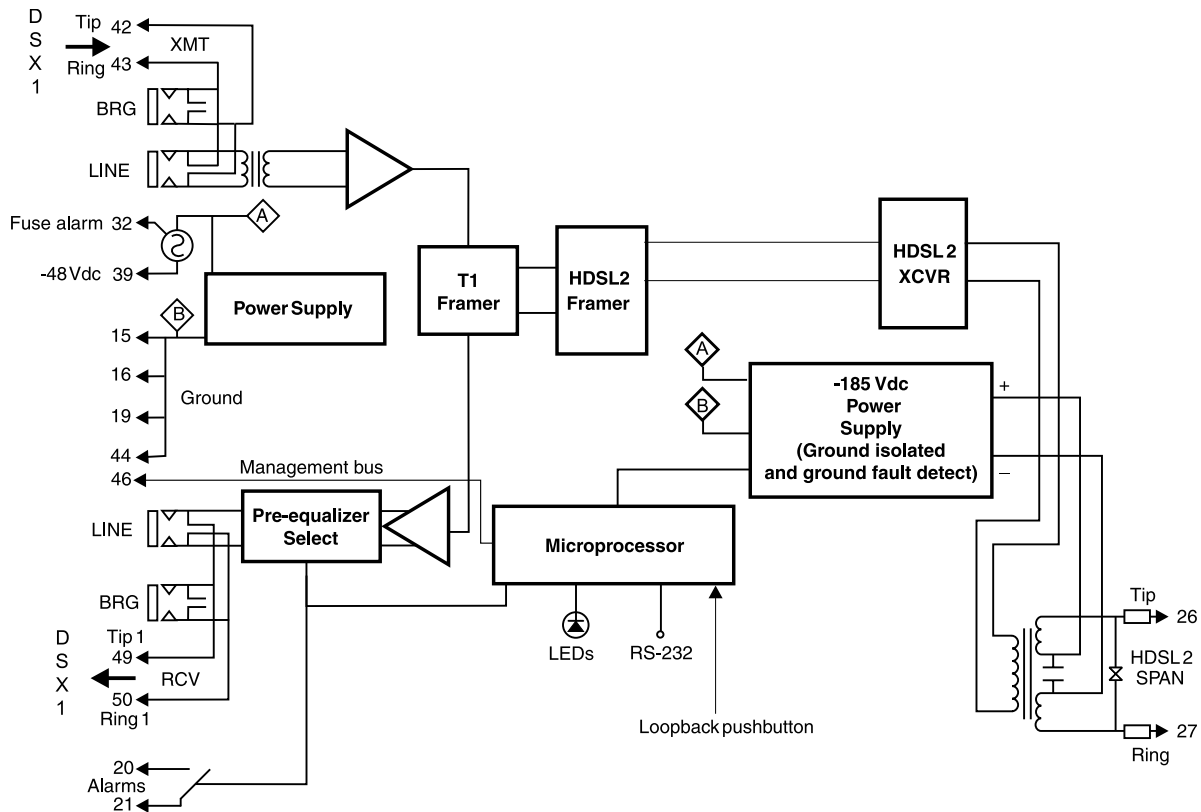 D
S
X
1
Tip 42
XMT
Ring 43
BRG
LINE
Fuse alarm 32
A
-48 Vdc 39
Power Supply
B
15
16
Ground
19
44
46
Management bus
T1
Framer
HDSL2
Framer
HDSL2
XCVR
A
B
-185 Vdc
Power
Supply
(Ground isolated
and ground fault detect)
+
–
LINE
Pre-equalizer
Select
Microprocessor
BRG
LEDs
RS-232
Loopback pushbutton
D
S
X
1
Tip 1
49
RCV
50
Ring 1
20
Alarms
21
Tip
26
HDSL2
SPAN
27
Ring